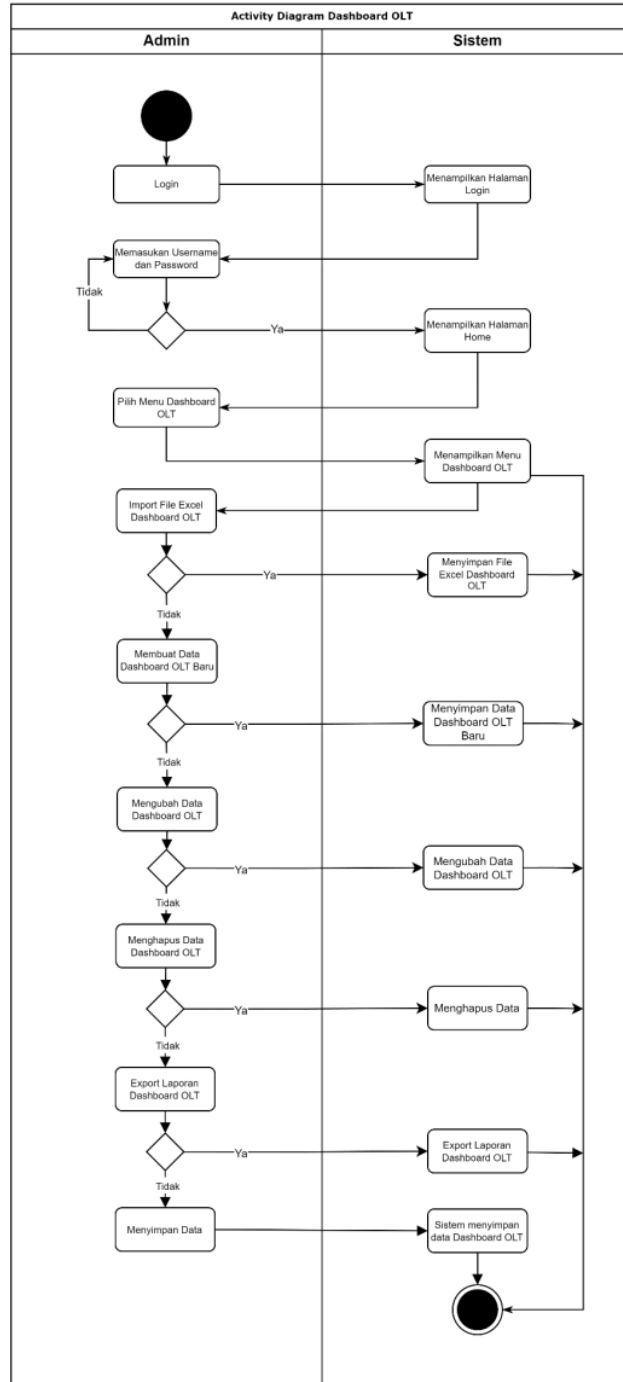 Activity Diagram Dashboard OLT
Admin
Sistem
Login
Menampilkan Halaman
Login
Memasukan Username
dan Password
Tidak
Ya
Menampilkan Halaman
Home
Pilih Menu Dashboard
OLT
Menampilkan Menu
Dashboard OLT
Import File Excel
Dashboard OLT
Ya
Menyimpan File
Excel Dashboard
OLT
Tidak
Membuat Data
Dashboard OLT Baru
Ya
Menyimpan Data
Dashboard OLT
Baru
Tidak
Mengubah Data
Dashboard OLT
Ya
Mengubah Data
Dashboard OLT
Tidak
Menghapus Data
Dashboard OLT
Ya
Menghapus Data
Tidak
Export Laporan
Dashboard OLT
Ya
Export Laporan
Dashboard OLT
Tidak
Menyimpan Data
Sistem menyimpan
data Dashboard OLT